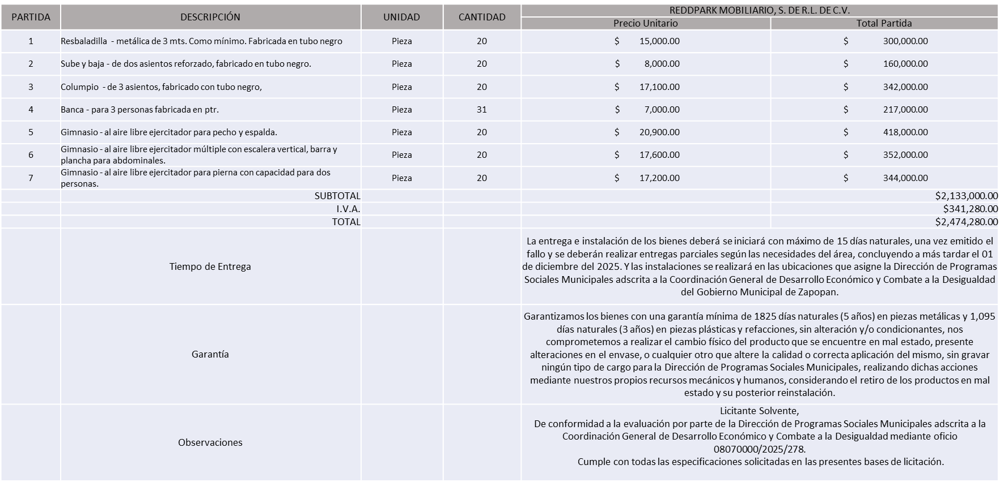 PARTIDA DESCRIPCIÓN UNIDAD CANTIDAD REDDPARK MOBILIARIO, S. DE R.L. DE C.V.
Precio Unitario Total Partida
1 Resbaladilla - metálica de 3 mts. Como mínimo. Fabricada en tubo negro Pieza 20 $ 15,000.00 $ 300,000.00
2 Sube y baja - de dos asientos reforzado, fabricado en tubo negro. Pieza 20 $ 8,000.00 $ 160,000.00
3 Columpio - de 3 asientos, fabricado con tubo negro, Pieza 20 $ 17,100.00 $ 342,000.00
4 Banca - para 3 personas fabricada en ptr. Pieza 31 $ 7,000.00 $ 217,000.00
5 Gimnasio - al aire libre ejercitador para pecho y espalda. Pieza 20 $ 20,900.00 $ 418,000.00
6 Gimnasio - al aire libre ejercitador múltiple con escalera vertical, barra y
plancha para abdominales. Pieza 20 $ 17,600.00 $ 352,000.00
7 Gimnasio - al aire libre ejercitador para pierna con capacidad para dos
personas. Pieza 20 $ 17,200.00 $ 344,000.00
SUBTOTAL $2,133,000.00
I.V.A. $341,280.00
TOTAL $2,474,280.00
Tiempo de Entrega
La entrega e instalación de los bienes deberá se iniciará con máximo de 15 días naturales, una vez emitido el
fallo y se deberán realizar entregas parciales según las necesidades del área, concluyendo a más tardar el 01
de diciembre del 2025. Y las instalaciones se realizará en las ubicaciones que asigne la Dirección de Programas
Sociales Municipales adscrita a la Coordinación General de Desarrollo Económico y Combate a la Desigualdad
del Gobierno Municipal de Zapopan.
Garantía
Garantizamos los bienes con una garantía mínima de 1825 días naturales (5 años) en piezas metálicas y 1,095
días naturales (3 años) en piezas plásticas y refacciones, sin alteración y/o condicionantes, nos
comprometemos a realizar el cambio físico del producto que se encuentre en mal estado, presente
alteraciones en el envase, o cualquier otro que altere la calidad o correcta aplicación del mismo, sin gravar
ningún tipo de cargo para la Dirección de Programas Sociales Municipales, realizando dichas acciones
mediante nuestros propios recursos mecánicos y humanos, considerando el retiro de los productos en mal
estado y su posterior reinstalación.
Observaciones
Licitante Solvente,
De conformidad a la evaluación por parte de la Dirección de Programas Sociales Municipales adscrita a la
Coordinación General de Desarrollo Económico y Combate a la Desigualdad mediante oficio
08070000/2025/278.
Cumple con todas las especificaciones solicitadas en las presentes bases de licitación.